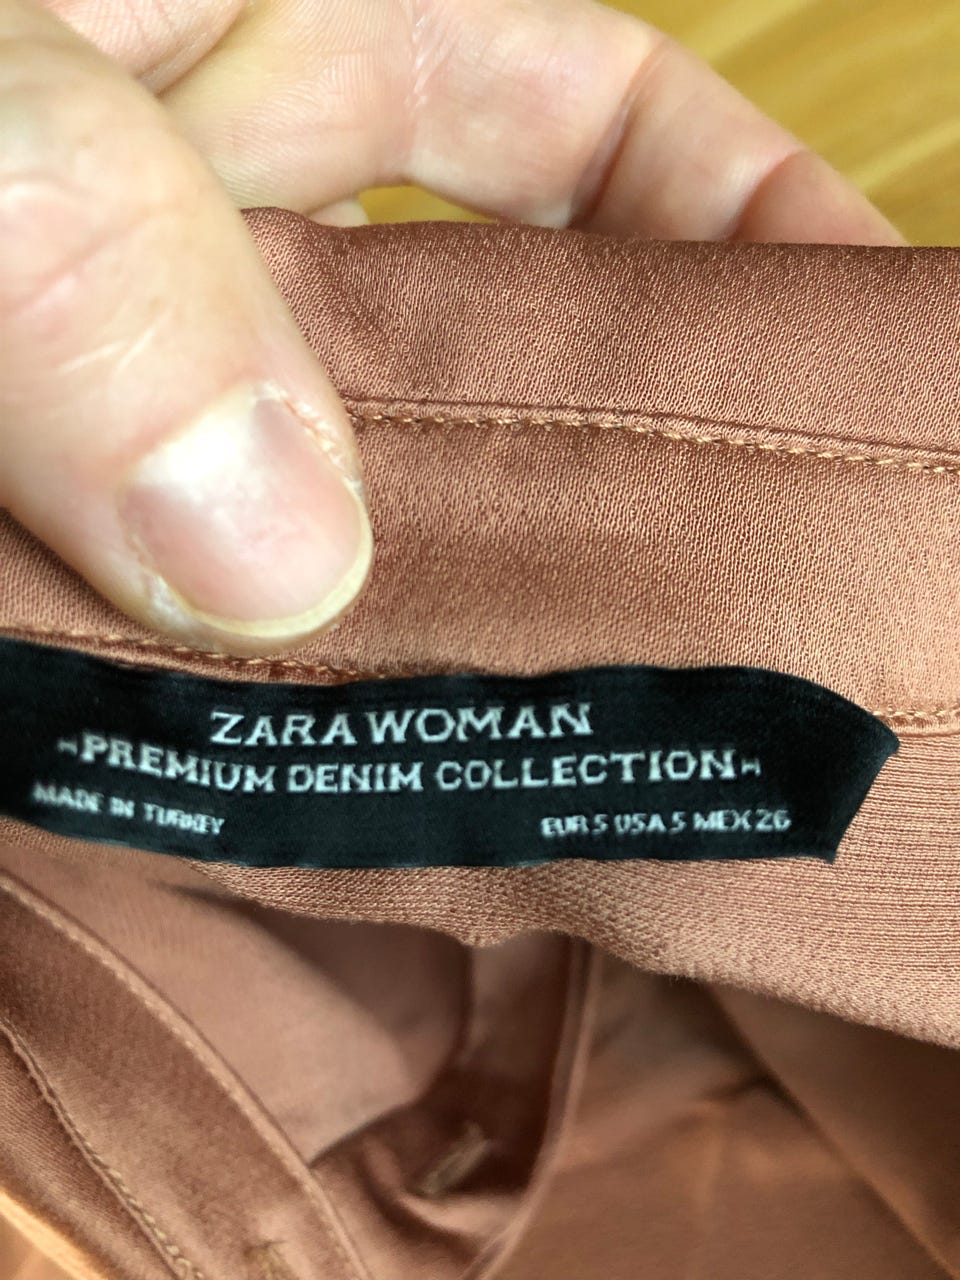 ZARA WOMAN
"PREMIUM DENIM COLLECTION"
MADE IN TURKEY
EUR S USA S MEX 26